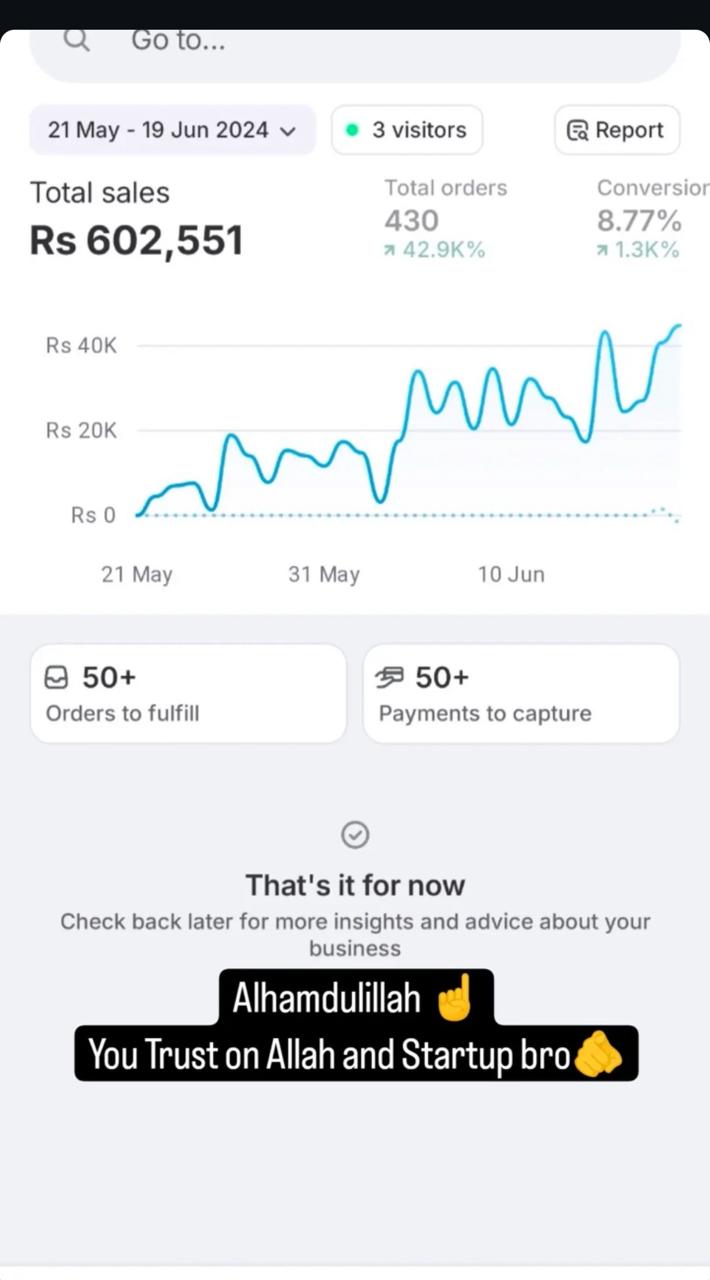 Go to...
21 May - 19 Jun 2024
3 visitors
Report
Total sales
Rs 602,551
Total orders
430
42.9K%
Conversion
8.77%
1.3K%
Rs 40K
Rs 20K
Rs 0
21 May
31 May
10 Jun
50+
Orders to fulfill
50+
Payments to capture
That's it for now
Check back later for more insights and advice about your
business
Alhamdulillah ☝️
You Trust on Allah and Startup bro🫵